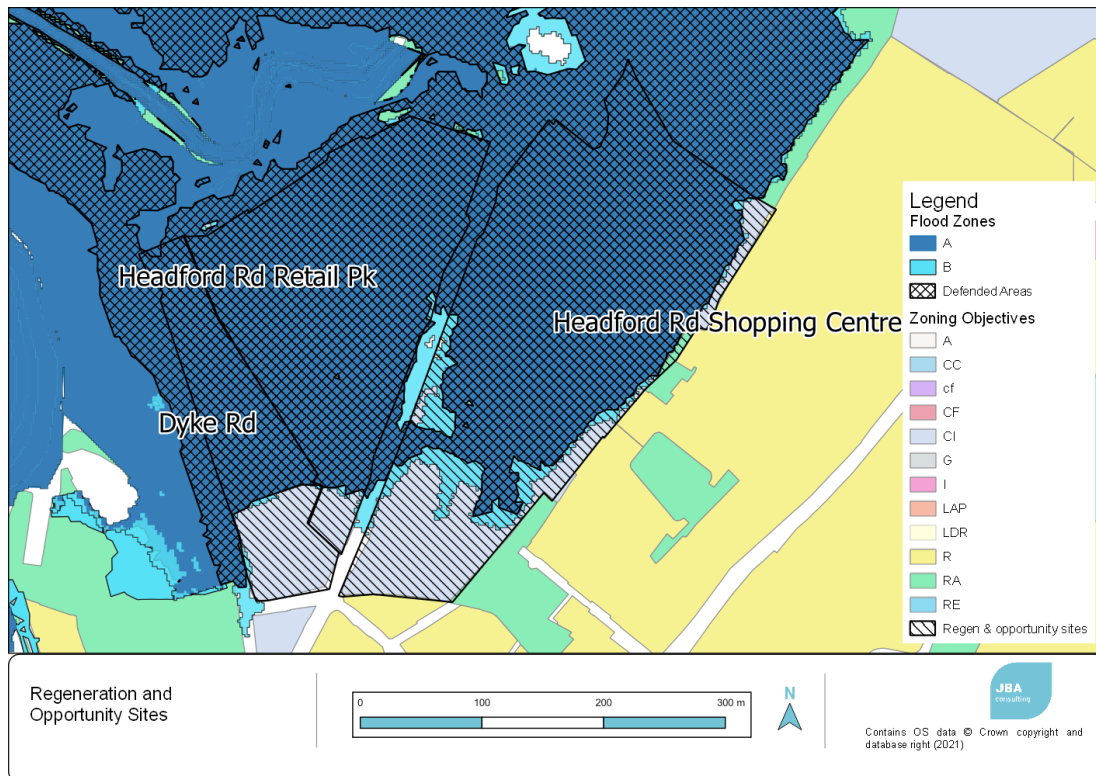 Headford Rd Retail Pk
Headford Rd Shopping Centre
Dyke Rd
Legend
Flood Zones
A
B
Defended Areas
Zoning Objectives
A
CC
cf
CF
CI
G
I
LAP
LDR
R
RA
RE
Regen & opportunity sites
Regeneration and
Opportunity Sites
0 100 200 300 m
N
JBA
consulting
Contains OS data © Crown copyright and
database right (2021)